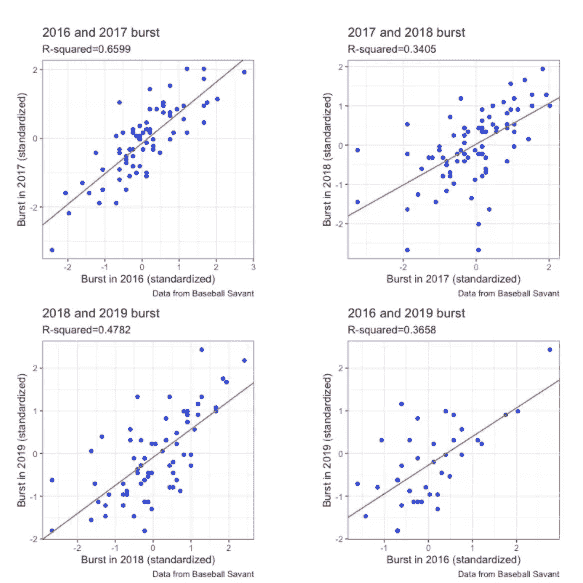 2016 and 2017 burst
R-squared=0.6599
2
0
-2
Burst in 2017 (standardized)
-2
-1
0
1
2
3
Burst in 2016 (standardized)
Data from Baseball Savant
2017 and 2018 burst
R-squared=0.3405
2
1
0
-1
-2
Burst in 2018 (standardized)
-2
0
2
Burst in 2017 (standardized)
Data from Baseball Savant
2018 and 2019 burst
R-squared=0.4782
2
1
0
-1
-2
Burst in 2019 (standardized)
-2
-1
0
1
2
Burst in 2018 (standardized)
Data from Baseball Savant
2016 and 2019 burst
R-squared=0.3658
2
1
0
-1
-2
Burst in 2019 (standardized)
-1
0
1
2
Burst in 2016 (standardized)
Data from Baseball Savant